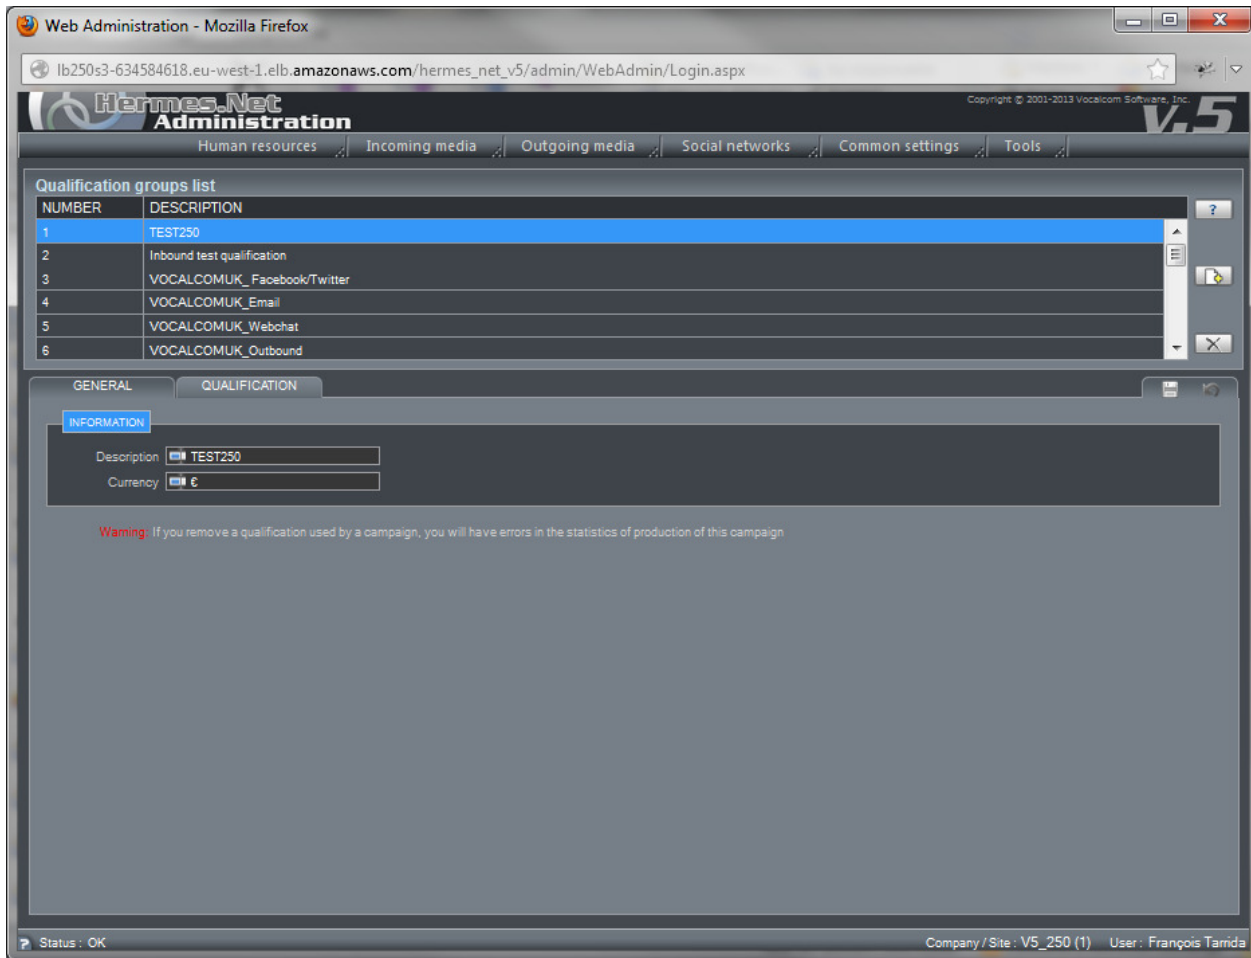 Web Administration - Mozilla Firefox
lb250s3-634584618.eu-west-1.elb.amazonaws.com/hermes_net_v5/admin/WebAdmin/Login.aspx
Hermes.Net
Administration
Copyright © 2001-2013 Vocalcom Software, Inc.
V.5
Human resources Incoming media Outgoing media Social networks Common settings Tools
Qualification groups list
NUMBER DESCRIPTION
1 TEST250
2 Inbound test qualification
3 VOCALCOMUK_ Facebook/Twitter
4 VOCALCOMUK_Email
5 VOCALCOMUK_Webchat
6 VOCALCOMUK_Outbound
GENERAL QUALIFICATION
INFORMATION
Description TEST250
Currency €
Warning: If you remove a qualification used by a campaign, you will have errors in the statistics of production of this campaign
Status : OK Company / Site : V5_250 (1) User : François Tarrida